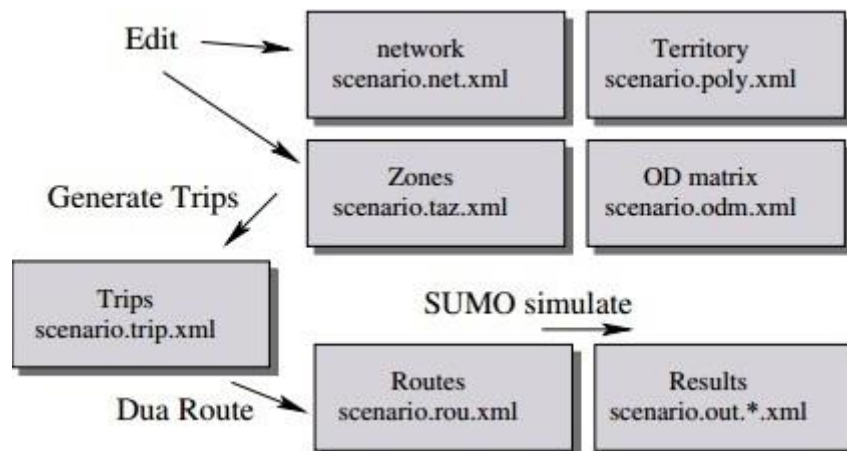 Edit
network
scenario.net.xml
Territory
scenario.poly.xml
Zones
scenario.taz.xml
OD matrix
scenario.odm.xml
Generate Trips
Trips
scenario.trip.xml
SUMO simulate
Dua Route
Routes
scenario.rou.xml
Results
scenario.out.*.xml